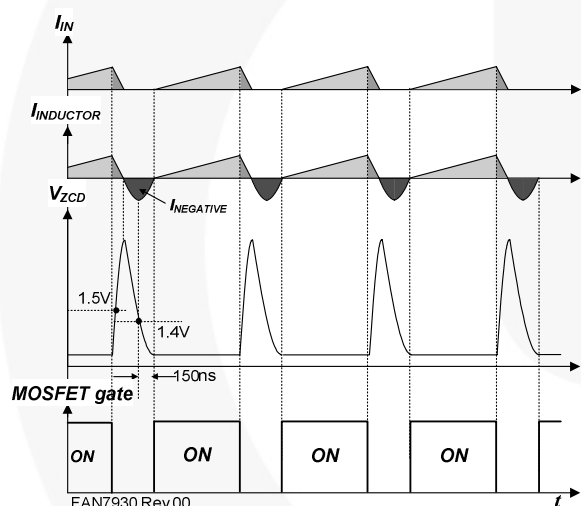 I_IN
I_INDUCTOR
I_NEGATIVE
V_ZCD
1.5V
1.4V
150ns
MOSFET gate
ON
ON
ON
ON
FAN7930 Rev.00
t